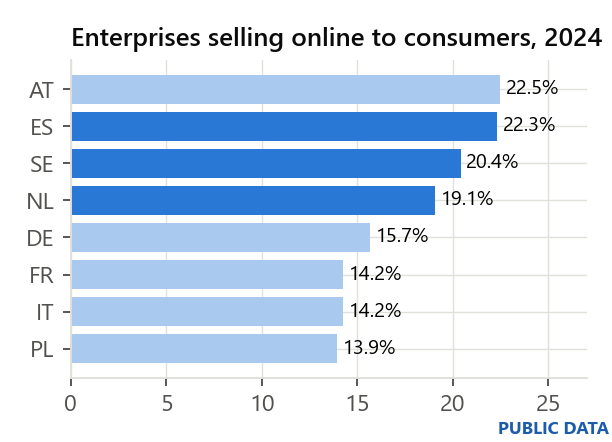 Enterprises selling online to consumers, 2024
AT 22.5%
ES 22.3%
SE 20.4%
NL 19.1%
DE 15.7%
FR 14.2%
IT 14.2%
PL 13.9%
0 5 10 15 20 25
PUBLIC DATA